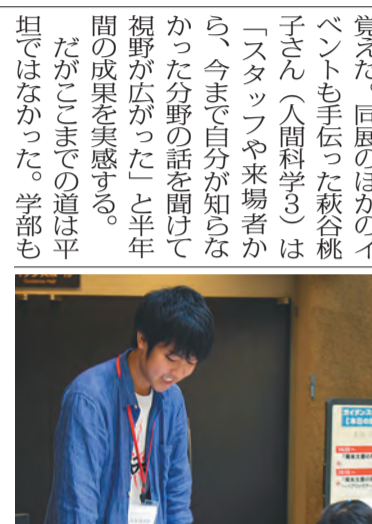 覚えた。同展のほかのイ
ベントも手伝った萩谷桃
子さん（人間科学３）は
「スタッフや来場者か
ら、今まで自分が知らな
かった分野の話を聞けて
視野が広がった」と半年
間の成果を実感する。
だがここまでの道は平
坦ではなかった。学部も